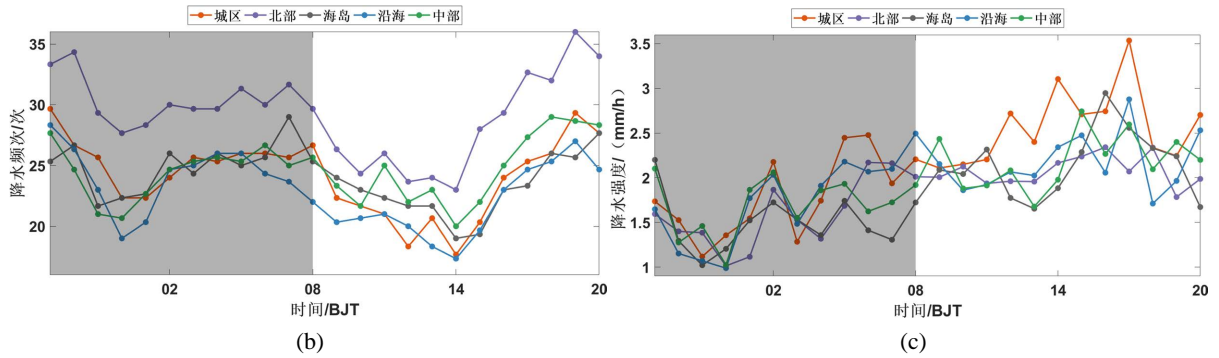 城区 北部 海岛 沿海 中部
35
30
25
20
降水频次/次
02 08 14 20
时间/BJT
(b)
城区 北部 海岛 沿海 中部
3.5
3
2.5
2
1.5
1
降水强度/（mm/h）
02 08 14 20
时间/BJT
(c)